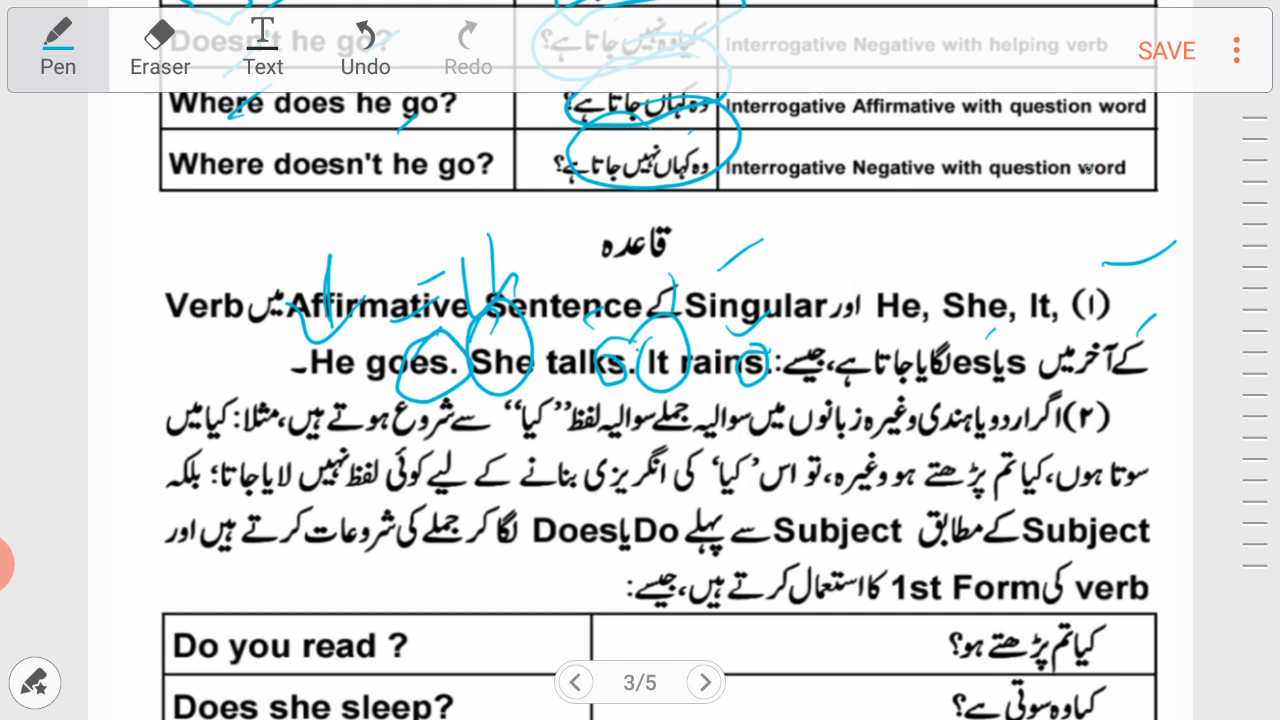 Pen
Eraser
Text
Undo
Redo
SAVE
Doesn't he go? کیا وہ نہیں جاتا ہے؟ Interrogative Negative with helping verb
Where does he go? وہ کہاں جاتا ہے؟ Interrogative Affirmative with question word
Where doesn't he go? وہ کہاں نہیں جاتا ہے؟ Interrogative Negative with question word
قاعدہ
(۱) He, She, It, اور Singular کے Affirmative Sentence میں Verb
کے آخر میں s یا es لگایا جاتا ہے، جیسے: He goes. She talks. It rains.۔
(۲) اگر اردو یا ہندی وغیرہ زبانوں میں سوالیہ جملے سوالیہ لفظ ’’کیا‘‘ سے شروع ہوتے ہیں، مثلا: کیا میں
سوتا ہوں، کیا تم پڑھتے ہو وغیرہ، تو اس ’کیا‘ کی انگریزی بنانے کے لیے کوئی لفظ نہیں لایا جاتا؛ بلکہ
Subject کے مطابق Subject سے پہلے Do یا Does لگا کر جملے کی شروعات کرتے ہیں اور
verb کی 1st Form کا استعمال کرتے ہیں، جیسے:
Do you read ? کیا تم پڑھتے ہو؟
Does she sleep? کیا وہ سوتی ہے؟
3/5